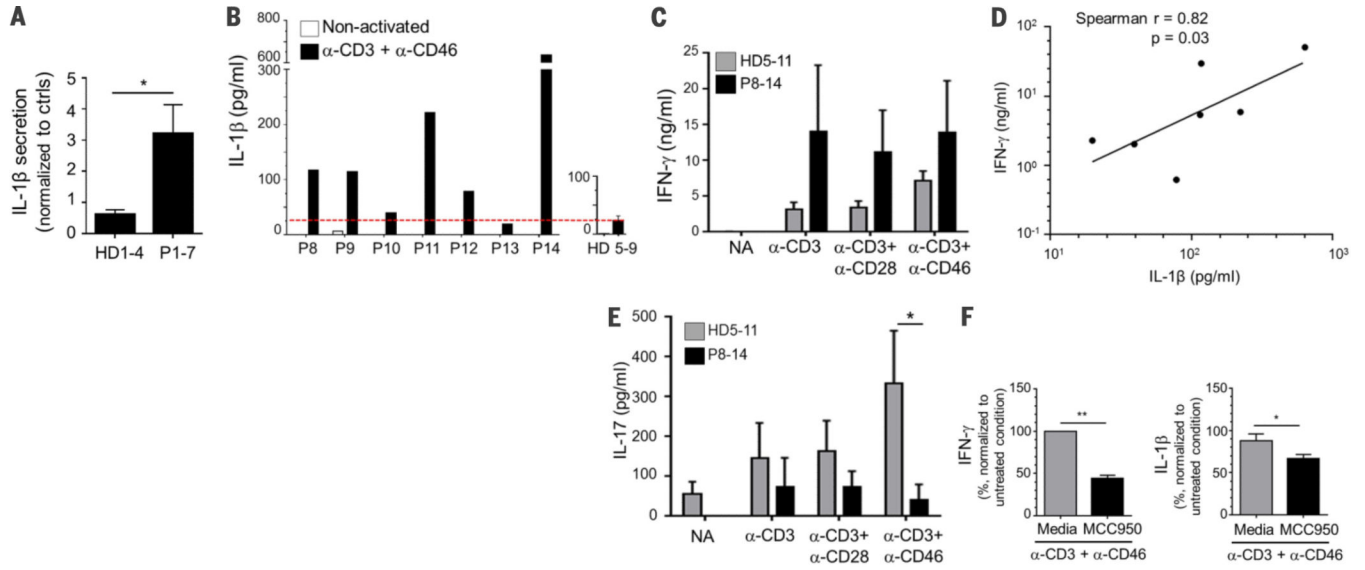 A
IL-1β secretion
(normalized to ctrls)
5
4
3
2
1
0
*
HD1-4 P1-7
B
Non-activated
α-CD3 + α-CD46
IL-1β (pg/ml)
800
600
300
200
100
0
P8 P9 P10 P11 P12 P13 P14
100
0
HD 5-9
C
HD5-11
P8-14
IFN-γ (ng/ml)
25
20
15
10
5
0
NA α-CD3 α-CD3+ α-CD3+
α-CD28 α-CD46
D
Spearman r = 0.82
p = 0.03
IFN-γ (ng/ml)
10²
10¹
10⁰
10⁻¹
10¹ 10² 10³
IL-1β (pg/ml)
E
HD5-11
P8-14
*
IL-17 (pg/ml)
500
400
300
200
100
0
NA α-CD3 α-CD3+ α-CD3+
α-CD28 α-CD46
F
IFN-γ
(%, normalized to
untreated condition)
150
100
50
0
**
Media MCC950
α-CD3 + α-CD46
IL-1β
(%, normalized to
untreated condition)
150
100
50
0
*
Media MCC950
α-CD3 + α-CD46